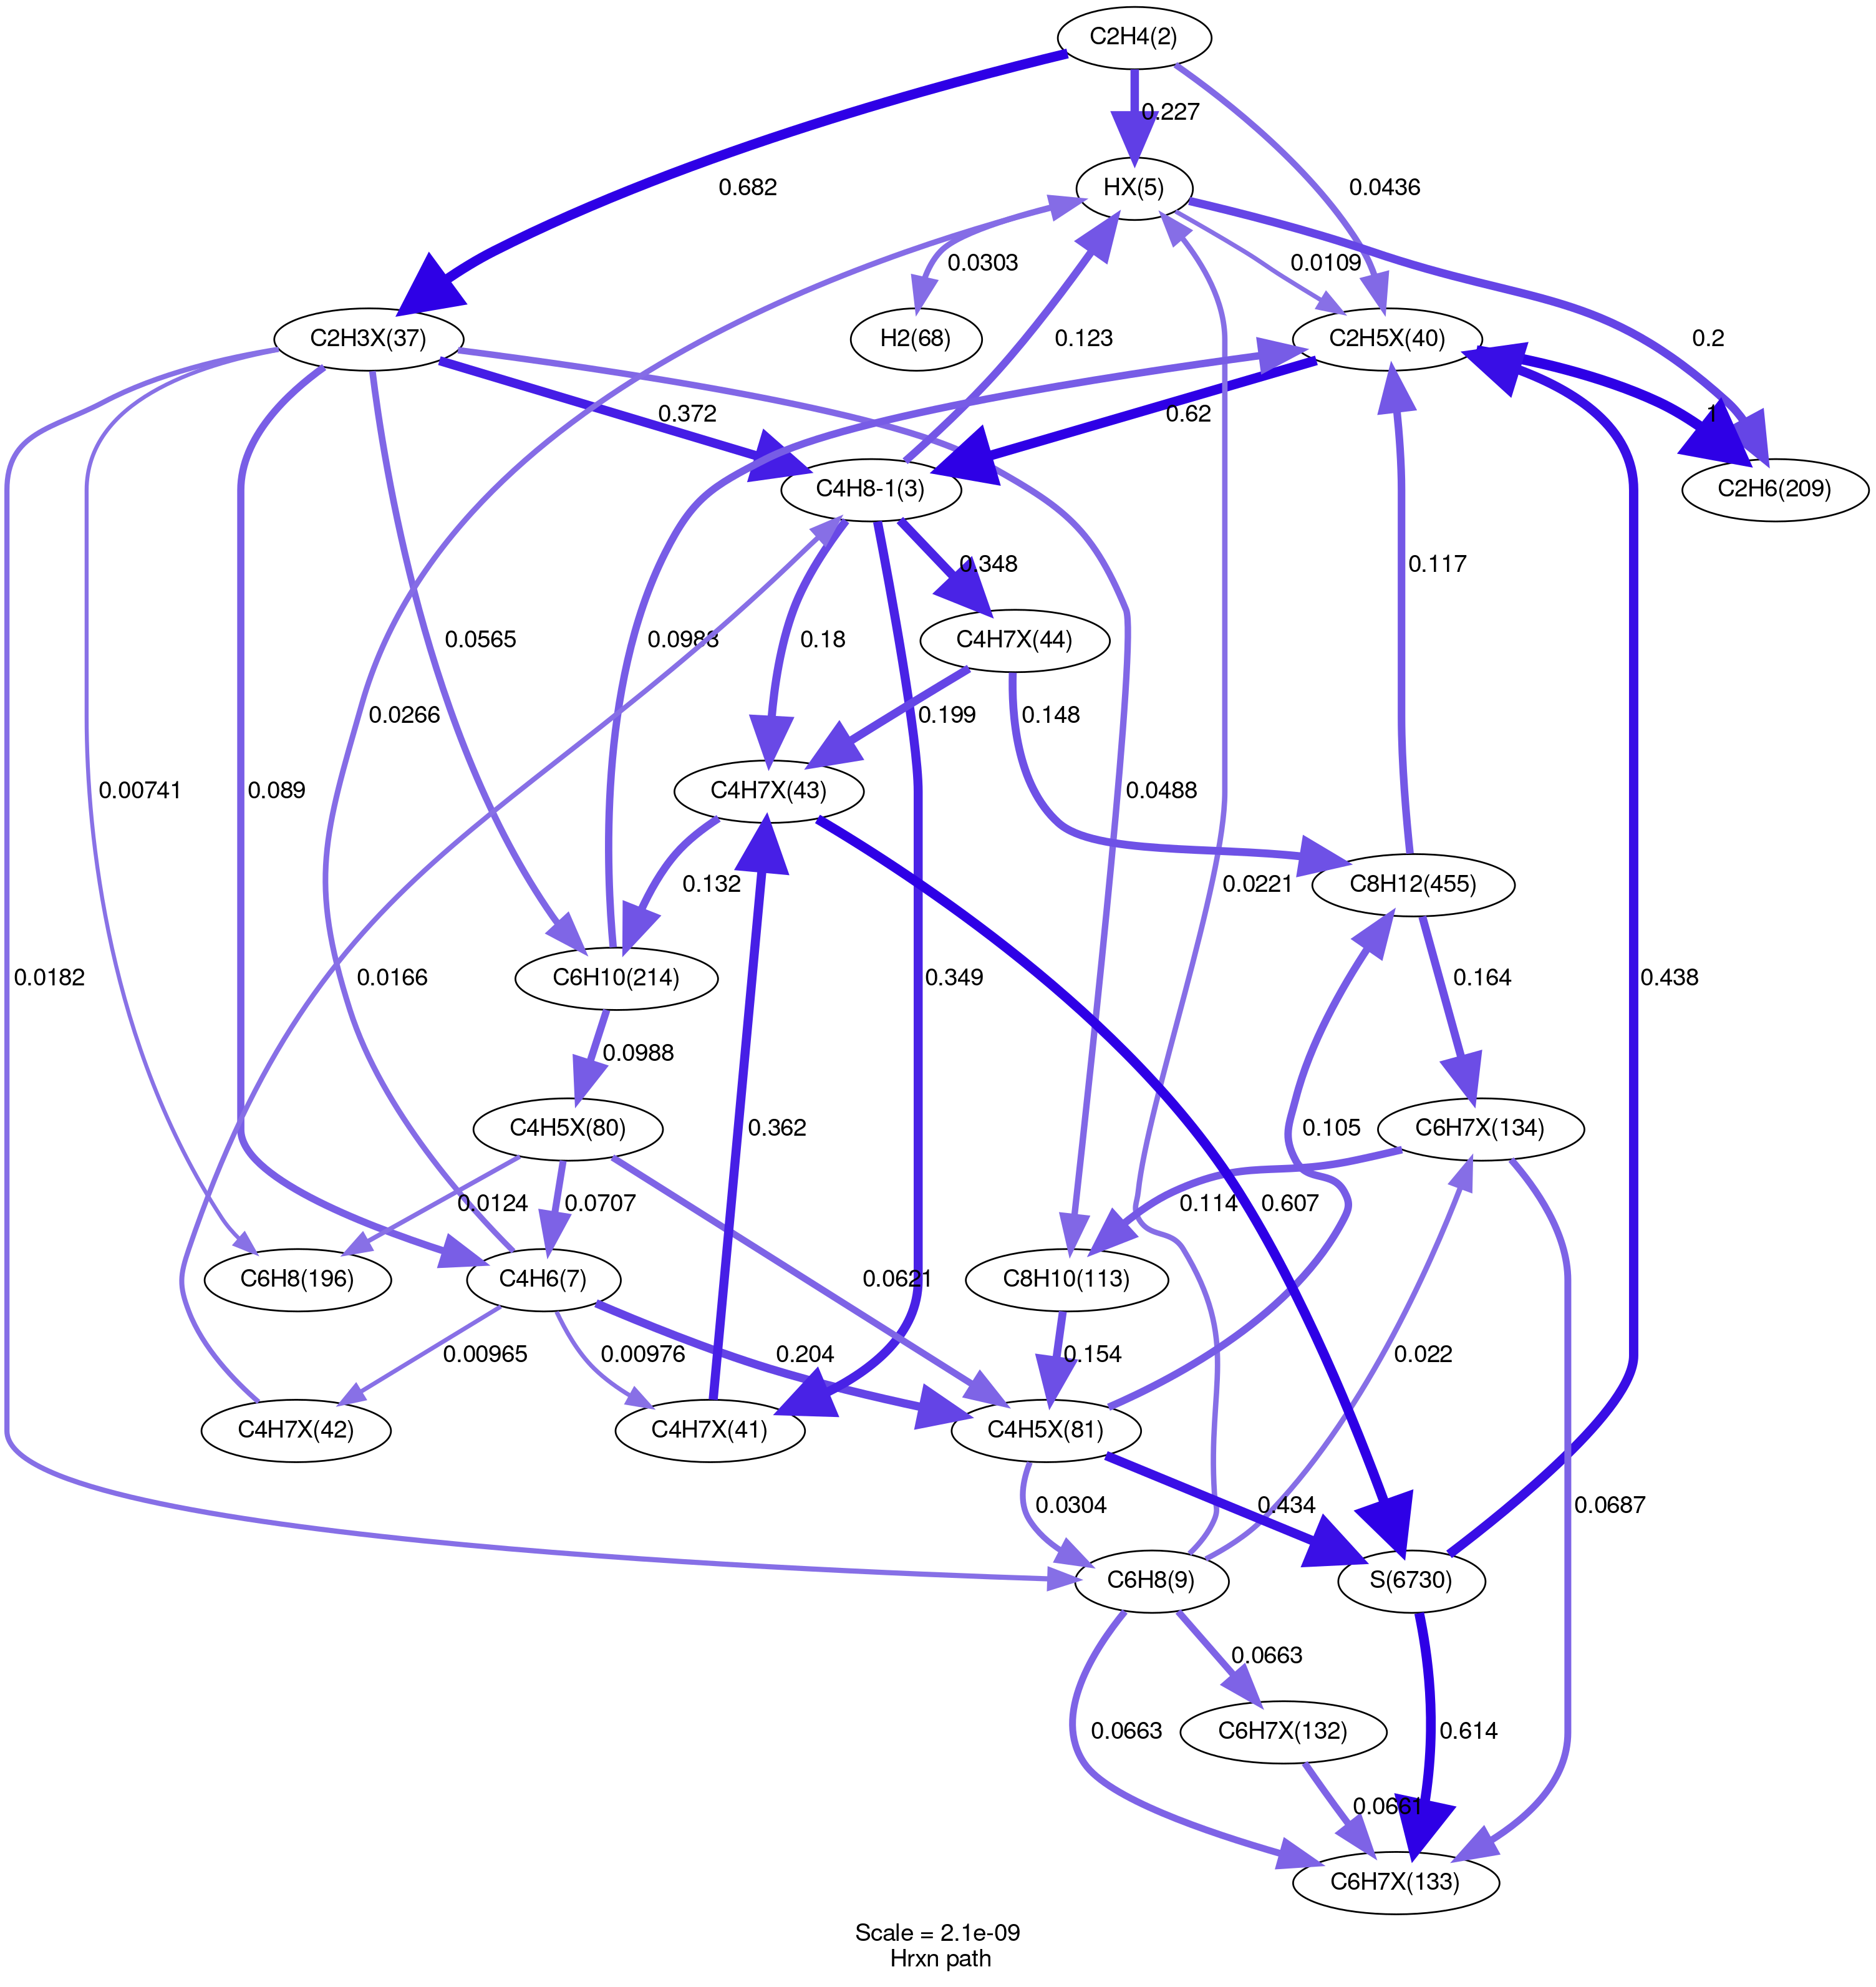 C2H4(2)
0.227
0.682
0.0436
HX(5)
0.0303
0.0109
0.123
0.2
C2H3X(37)
H2(68)
C2H5X(40)
0.372
0.62
1
C4H8-1(3)
C2H6(209)
0.348
0.117
0.0565
0.0988
0.18
C4H7X(44)
0.0266
0.199
0.148
0.00741
0.089
C4H7X(43)
0.0488
0.132
0.0221
C8H12(455)
0.0182
0.0166
C6H10(214)
0.349
0.164
0.438
0.0988
0.362
0.105
C4H5X(80)
C6H7X(134)
0.0124
0.0707
0.114
0.607
C6H8(196)
C4H6(7)
0.0621
C8H10(113)
0.00965
0.00976
0.204
0.154
0.022
C4H7X(42)
C4H7X(41)
C4H5X(81)
0.0304
0.434
0.0687
C6H8(9)
S(6730)
0.0663
0.0663
0.614
C6H7X(132)
0.0661
C6H7X(133)
Scale = 2.1e-09
Hrxn path